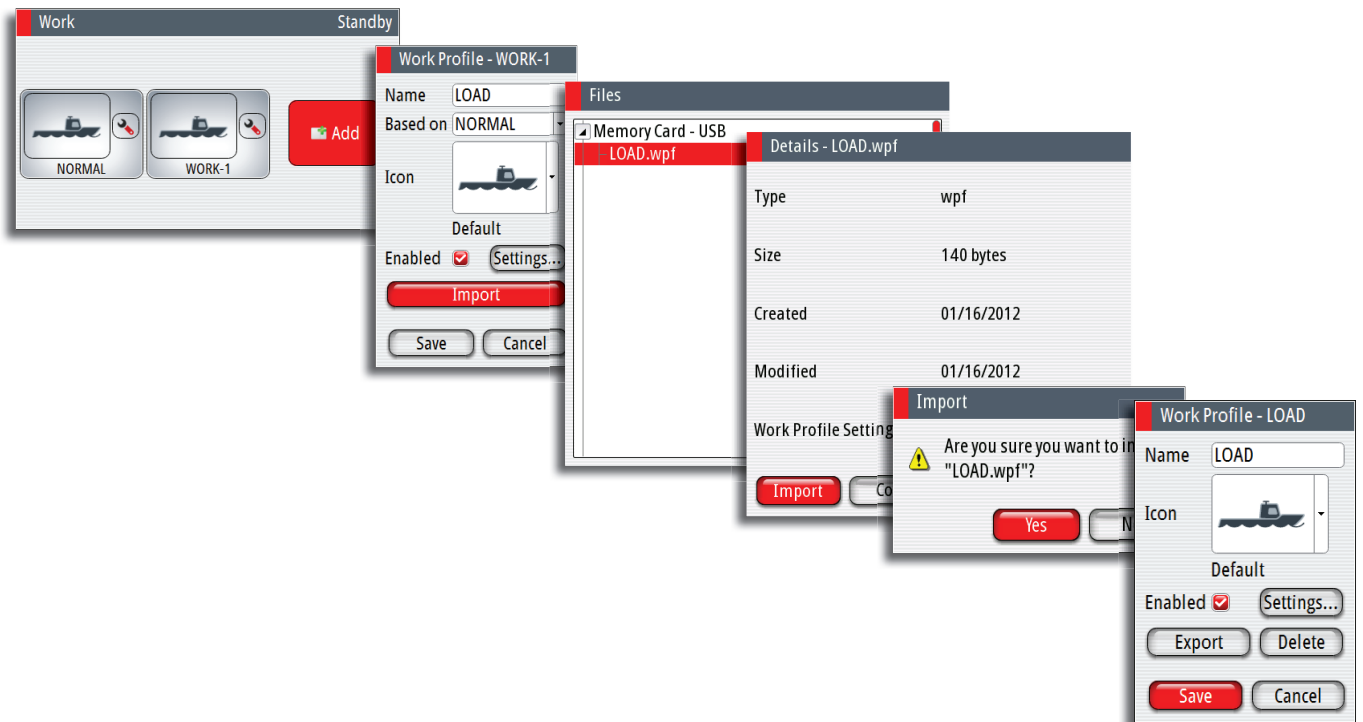 Work Standby
NORMAL
WORK-1
Add
Work Profile - WORK-1
Name LOAD
Based on NORMAL
Icon
Default
Enabled Settings...
Import
Save Cancel
Files
Memory Card - USB
LOAD.wpf
Details - LOAD.wpf
Type wpf
Size 140 bytes
Created 01/16/2012
Modified 01/16/2012
Work Profile Setting
Import Co
Import
Are you sure you want to in
"LOAD.wpf"?
Yes N
Work Profile - LOAD
Name LOAD
Icon
Default
Enabled Settings...
Export Delete
Save Cancel